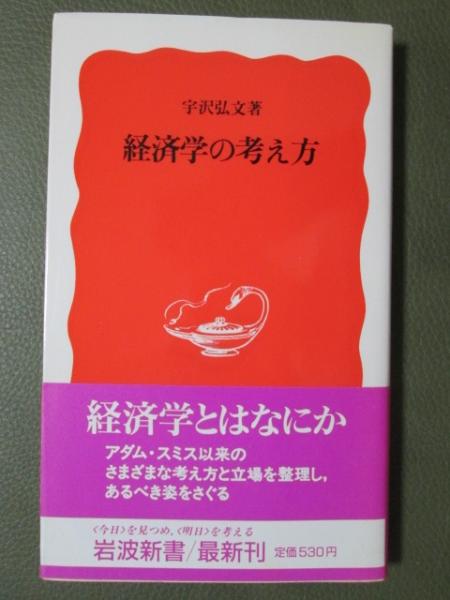 宇沢弘文著
経済学の考え方
経済学とはなにか
アダム・スミス以来の
さまざまな考え方と立場を整理し,
あるべき姿をさぐる
〈今日〉を見つめ,〈明日〉を考える
岩波新書/最新刊 定価530円